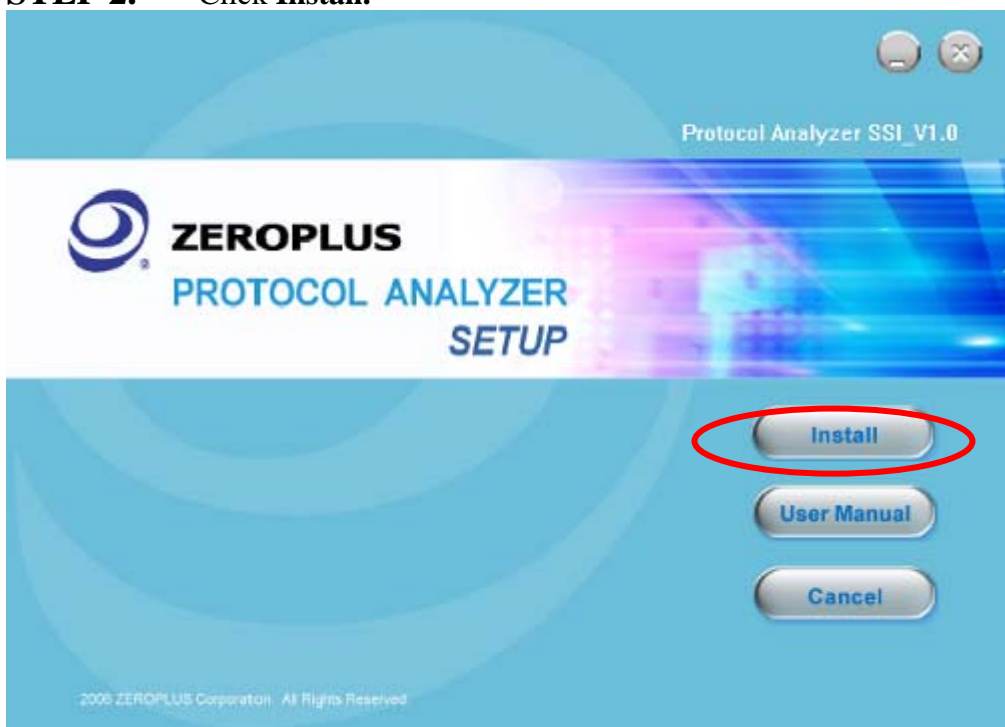 STEP 2. Click Install.
Protocol Analyzer SSI_V1.0
ZEROPLUS
PROTOCOL ANALYZER
SETUP
Install
User Manual
Cancel
2006 ZEROPLUS Corporation All Rights Reserved